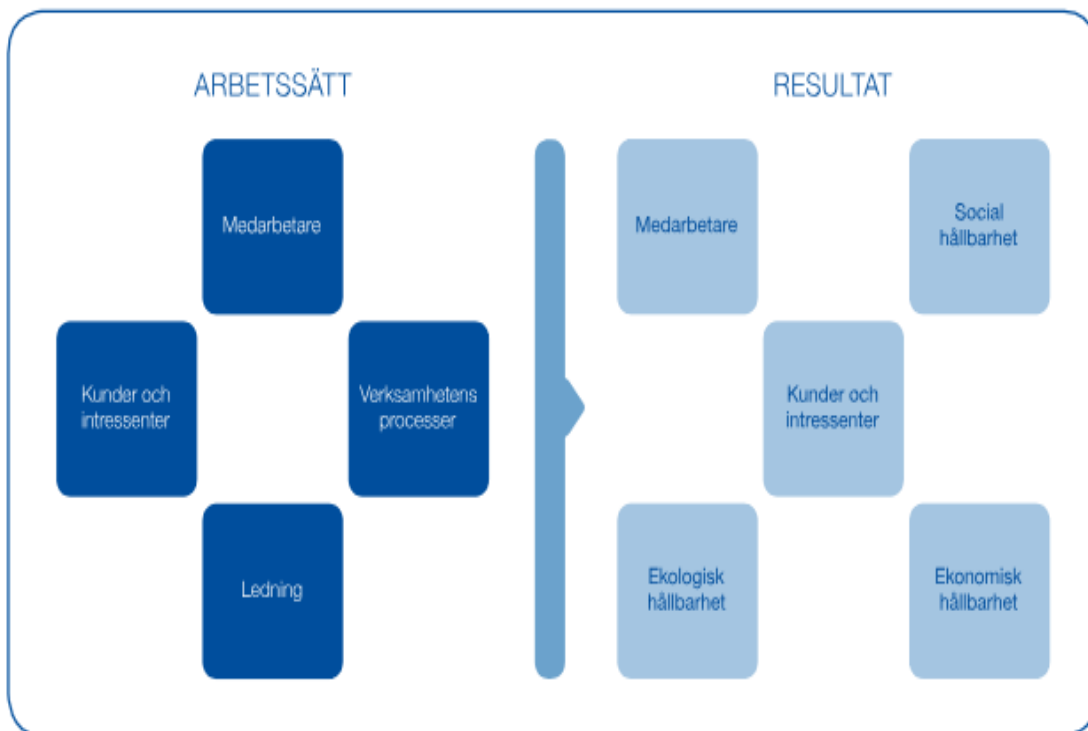 ARBETSSÄTT
RESULTAT
Medarbetare
Kunder och
intressenter
Verksamhetens
processer
Ledning
Medarbetare
Social
hållbarhet
Kunder och
intressenter
Ekologisk
hållbarhet
Ekonomisk
hållbarhet